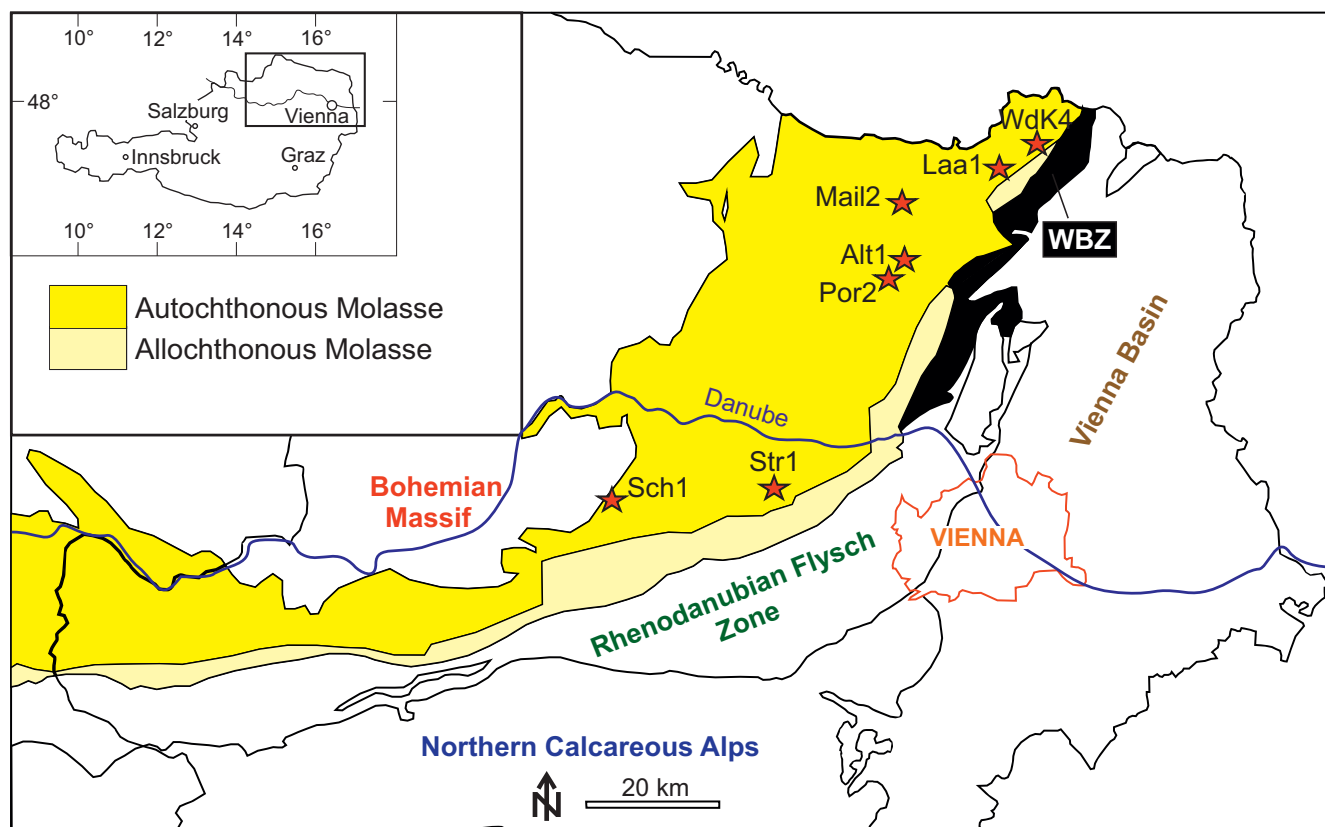 10° 12° 14° 16°
48°
Salzburg
Vienna
Innsbruck
Graz
10° 12° 14° 16°
Autochthonous Molasse
Allochthonous Molasse
WdK4
Laa1
Mail2
WBZ
Alt1
Por2
Danube
Vienna Basin
Str1
Sch1
Bohemian
Massif
VIENNA
Rhenodanubian Flysch
Zone
Northern Calcareous Alps
N
20 km